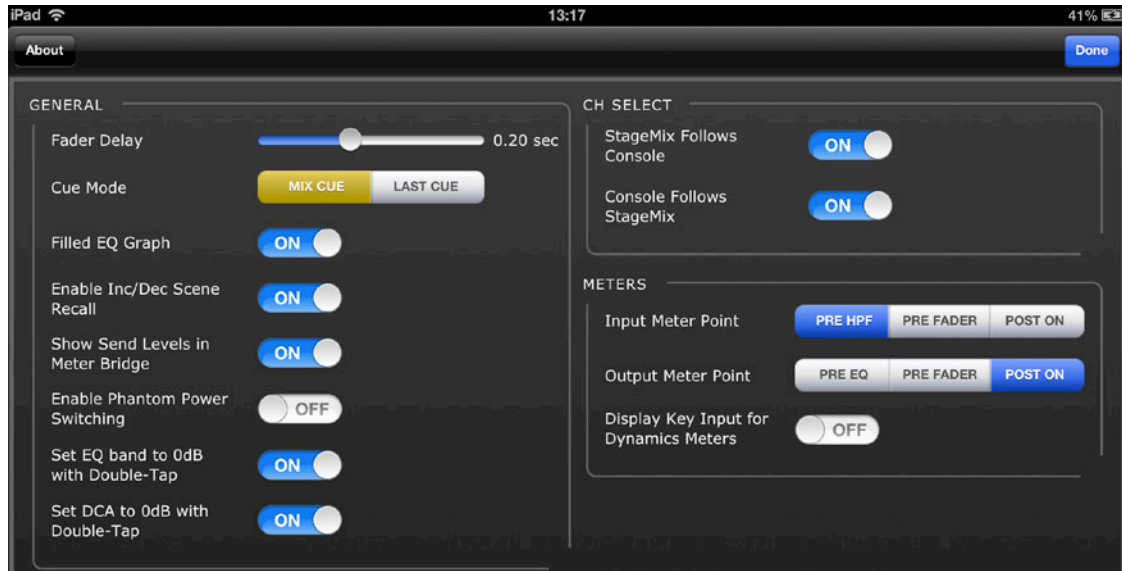 iPad 13:17 41%
About Done
GENERAL
Fader Delay 0.20 sec
Cue Mode MIX CUE LAST CUE
Filled EQ Graph ON
Enable Inc/Dec Scene
Recall ON
Show Send Levels in
Meter Bridge ON
Enable Phantom Power
Switching OFF
Set EQ band to 0dB
with Double-Tap ON
Set DCA to 0dB with
Double-Tap ON
CH SELECT
StageMix Follows
Console ON
Console Follows
StageMix ON
METERS
Input Meter Point PRE HPF PRE FADER POST ON
Output Meter Point PRE EQ PRE FADER POST ON
Display Key Input for
Dynamics Meters OFF